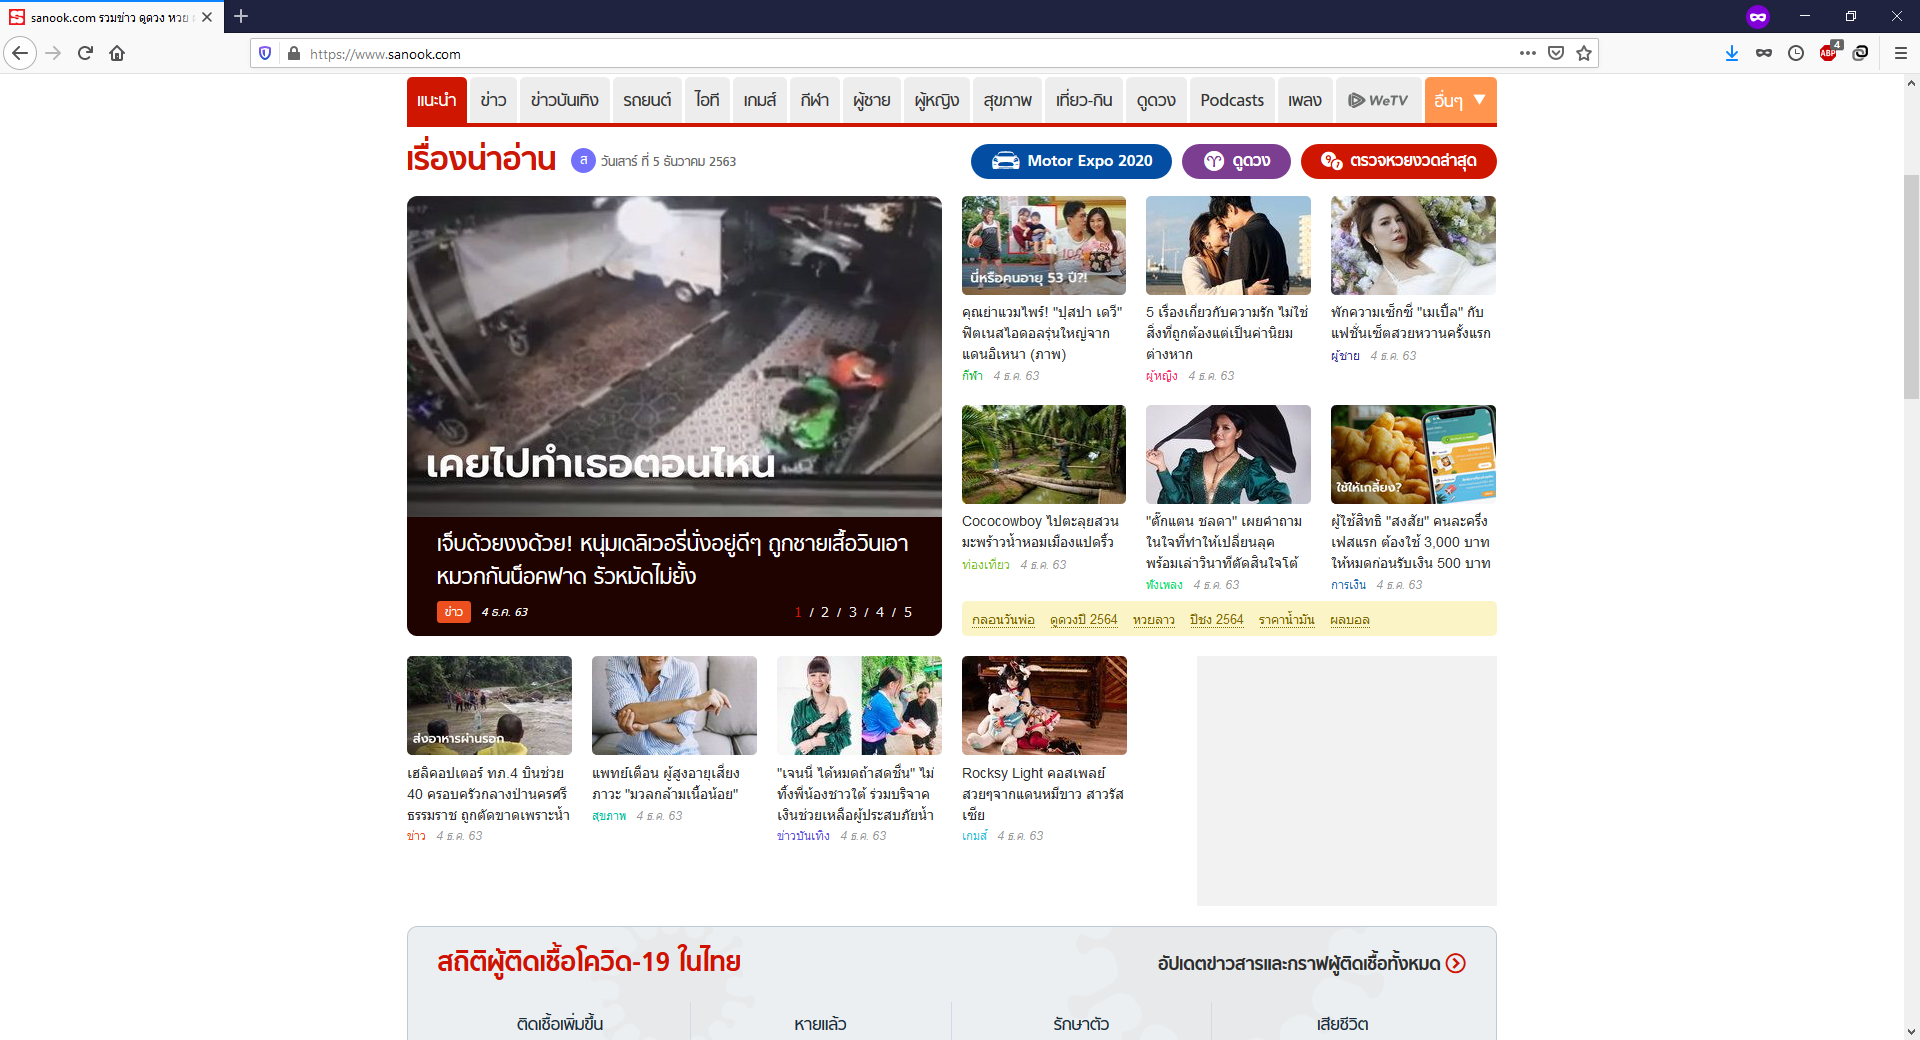 sanook.com รวมข่าว ดูดวง หวย
https://www.sanook.com
4
ABP
แนะนำ ข่าว ข่าวบันเทิง รถยนต์ ไอที เกมส์ กีฬา ผู้ชาย ผู้หญิง สุขภาพ เที่ยว-กิน ดูดวง Podcasts เพลง WeTV อื่นๆ
เรื่องน่าอ่าน ส วันเสาร์ ที่ 5 ธันวาคม 2563
Motor Expo 2020 ดูดวง ตรวจหวยงวดล่าสุด
เคยไปทำเธอตอนไหน
เจ็บด้วยงงด้วย! หนุ่มเดลิเวอรี่นั่งอยู่ดีๆ ถูกชายเสื้อวินเอา
หมวกกันน็อคฟาด รัวหมัดไม่ยั้ง
ข่าว 4 ธ.ค. 63 1 / 2 / 3 / 4 / 5
นี่หรือคนอายุ 53 ปี?!
คุณย่าแวมไพร์! "ปุสปา เดวี"
ฟิตเนสไอดอลรุ่นใหญ่จาก
แดนอิเหนา (ภาพ)
กีฬา 4 ธ.ค. 63
5 เรื่องเกี่ยวกับความรัก ไม่ใช่
สิ่งที่ถูกต้องแต่เป็นค่านิยม
ต่างหาก
ผู้หญิง 4 ธ.ค. 63
พักความเซ็กซี่ "เมเปิ้ล" กับ
แฟชั่นเซ็ตสวยหวานครั้งแรก
ผู้ชาย 4 ธ.ค. 63
Cococowboy ไปตะลุยสวน
มะพร้าวน้ำหอมเมืองแปดริ้ว
ท่องเที่ยว 4 ธ.ค. 63
"ตั๊กแตน ชลดา" เผยคำถาม
ในใจที่ทำให้เปลี่ยนลุค
พร้อมเล่าวินาทีตัดสินใจโต้
ฟังเพลง 4 ธ.ค. 63
ใช้ให้เกลี้ยง?
ผู้ใช้สิทธิ "สงสัย" คนละครึ่ง
เฟสแรก ต้องใช้ 3,000 บาท
ให้หมดก่อนรับเงิน 500 บาท
การเงิน 4 ธ.ค. 63
กลอนวันพ่อ ดูดวงปี 2564 หวยลาว ปีชง 2564 ราคาน้ำมัน ผลบอล
ส่งอาหารผ่านรอก
เฮลิคอปเตอร์ ทภ.4 บินช่วย
40 ครอบครัวกลางป่านครศรี
ธรรมราช ถูกตัดขาดเพราะน้ำ
ข่าว 4 ธ.ค. 63
แพทย์เตือน ผู้สูงอายุเสี่ยง
ภาวะ "มวลกล้ามเนื้อน้อย"
สุขภาพ 4 ธ.ค. 63
"เจนนี่ ได้หมดถ้าสดชื่น" ไม่
ทิ้งพี่น้องชาวใต้ ร่วมบริจาค
เงินช่วยเหลือผู้ประสบภัยน้ำ
ข่าวบันเทิง 4 ธ.ค. 63
Rocksy Light คอสเพลย์
สวยๆจากแดนหมีขาว สาวรัส
เซีย
เกมส์ 4 ธ.ค. 63
สถิติผู้ติดเชื้อโควิด-19 ในไทย
อัปเดตข่าวสารและกราฟผู้ติดเชื้อทั้งหมด
ติดเชื้อเพิ่มขึ้น หายแล้ว รักษาตัว เสียชีวิต